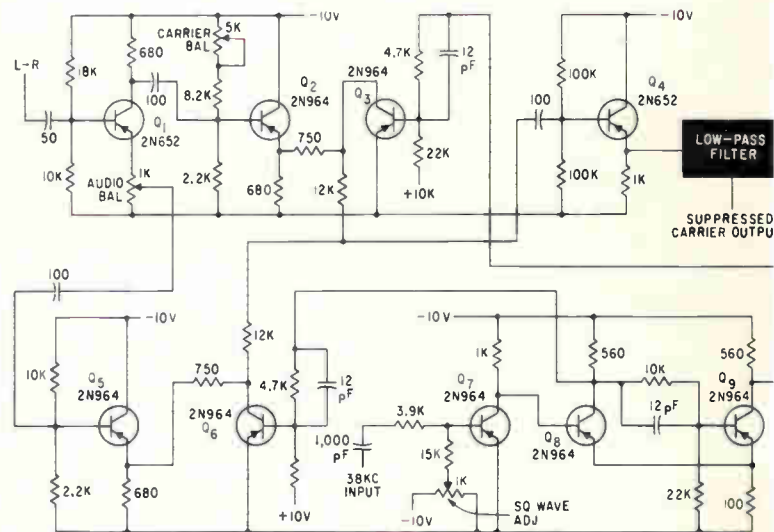 -10V
-10V
CARRIER
BAL
5K
680
4.7K
12
pF
L-R
18K
100
8.2K
Q2
2N964
2N964
Q3
100K
Q4
2N652
100
50
Q1
2N652
750
22K
+10K
LOW-PASS
FILTER
10K
1K
AUDIO
BAL
2.2K
680
12K
100K
1K
SUPPRESSED
CARRIER OUTPU
100
-10V
-10V
12K
10K
Q5
2N964
750
4.7K
12
pF
1K
560
10K
560
2N964
Q6
3.9K
Q7
2N964
Q8
2N964
12pF
Q9
2N964
1,000
pF
38KC
INPUT
15K
1K
2.2K
680
+10V
-10V
SQ WAVE
ADJ
22K
100